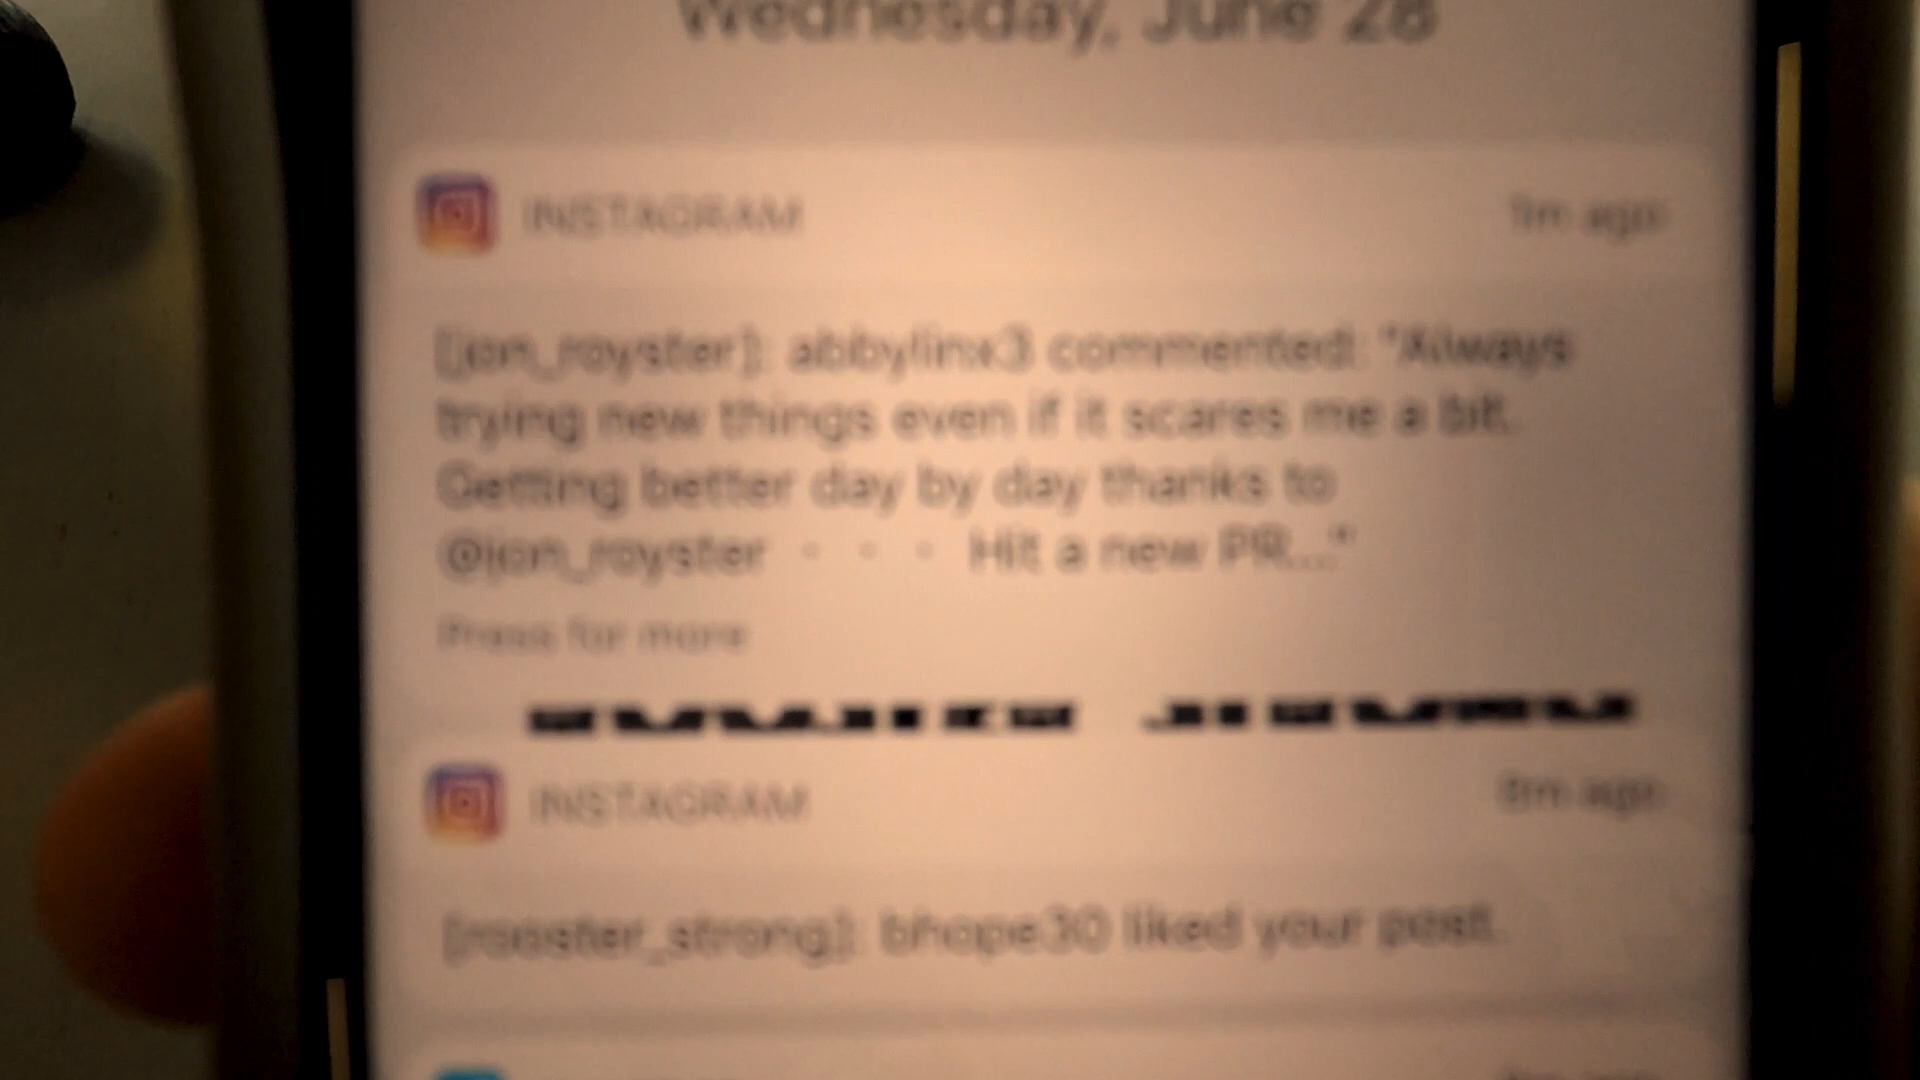 Wednesday, June 28
INSTAGRAM
1m ago
[jon_royster]: abbylinx3 commented: "Always
trying new things even if it scares me a bit.
Getting better day by day thanks to
@jon_royster - - - Hit a new PR..."
Press for more
INSTAGRAM
ago
[rooster_strong]: bhope30 liked your post.